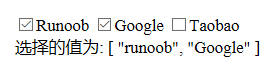 Runoob Google Taobao
选择的值为: [ "runoob", "Google" ]